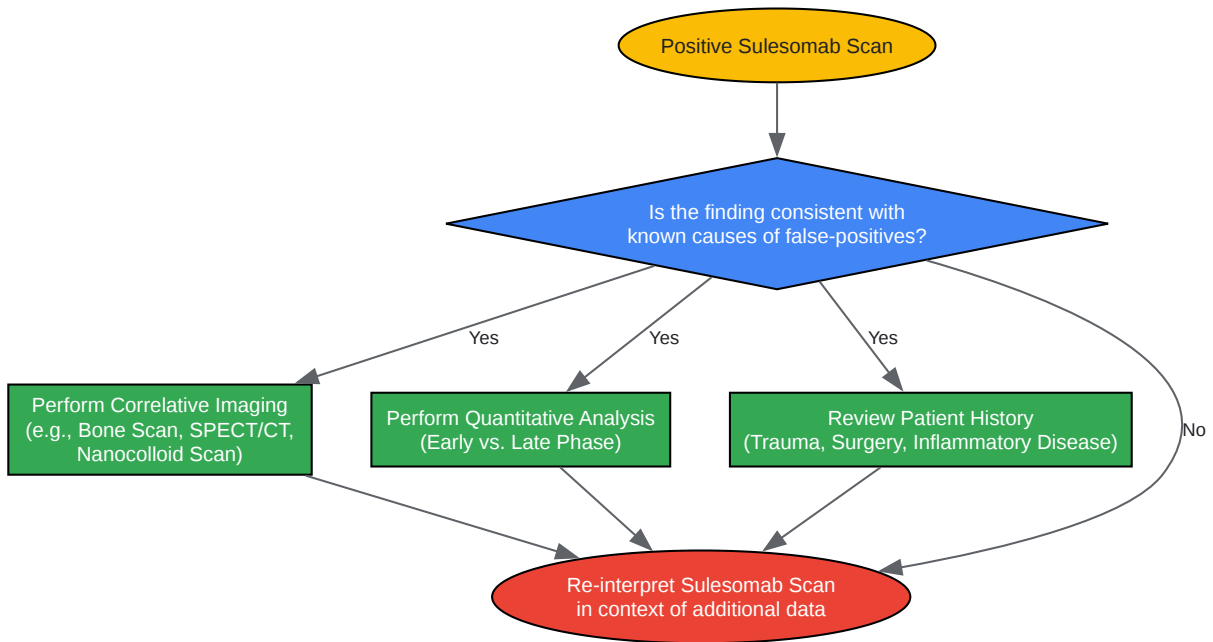 Positive Sulesomab Scan
Is the finding consistent with
known causes of false-positives?
Yes
Yes
Yes
No
Perform Correlative Imaging
(e.g., Bone Scan, SPECT/CT,
Nanocolloid Scan)
Perform Quantitative Analysis
(Early vs. Late Phase)
Review Patient History
(Trauma, Surgery, Inflammatory Disease)
Re-interpret Sulesomab Scan
in context of additional data